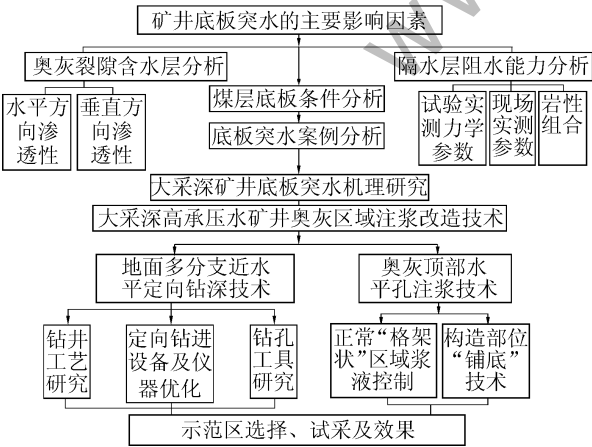 矿井底板突水的主要影响因素
奥灰裂隙含水层分析
隔水层阻水能力分析
煤层底板条件分析
水平方
向渗
透性
垂直方
向渗
透性
试验实
测力学
参数
现场
实测
参数
岩性
组合
底板突水案例分析
大采深矿井底板突水机理研究
大采深高承压水矿井奥灰区域注浆改造技术
地面多分支近水
平定向钻深技术
奥灰顶部水
平孔注浆技术
钻井
工艺
研究
定向钻进
设备及仪
器优化
钻孔
工具
研究
正常“格架
状”区域浆
液控制
构造部位
“铺底”
技术
示范区选择、试采及效果